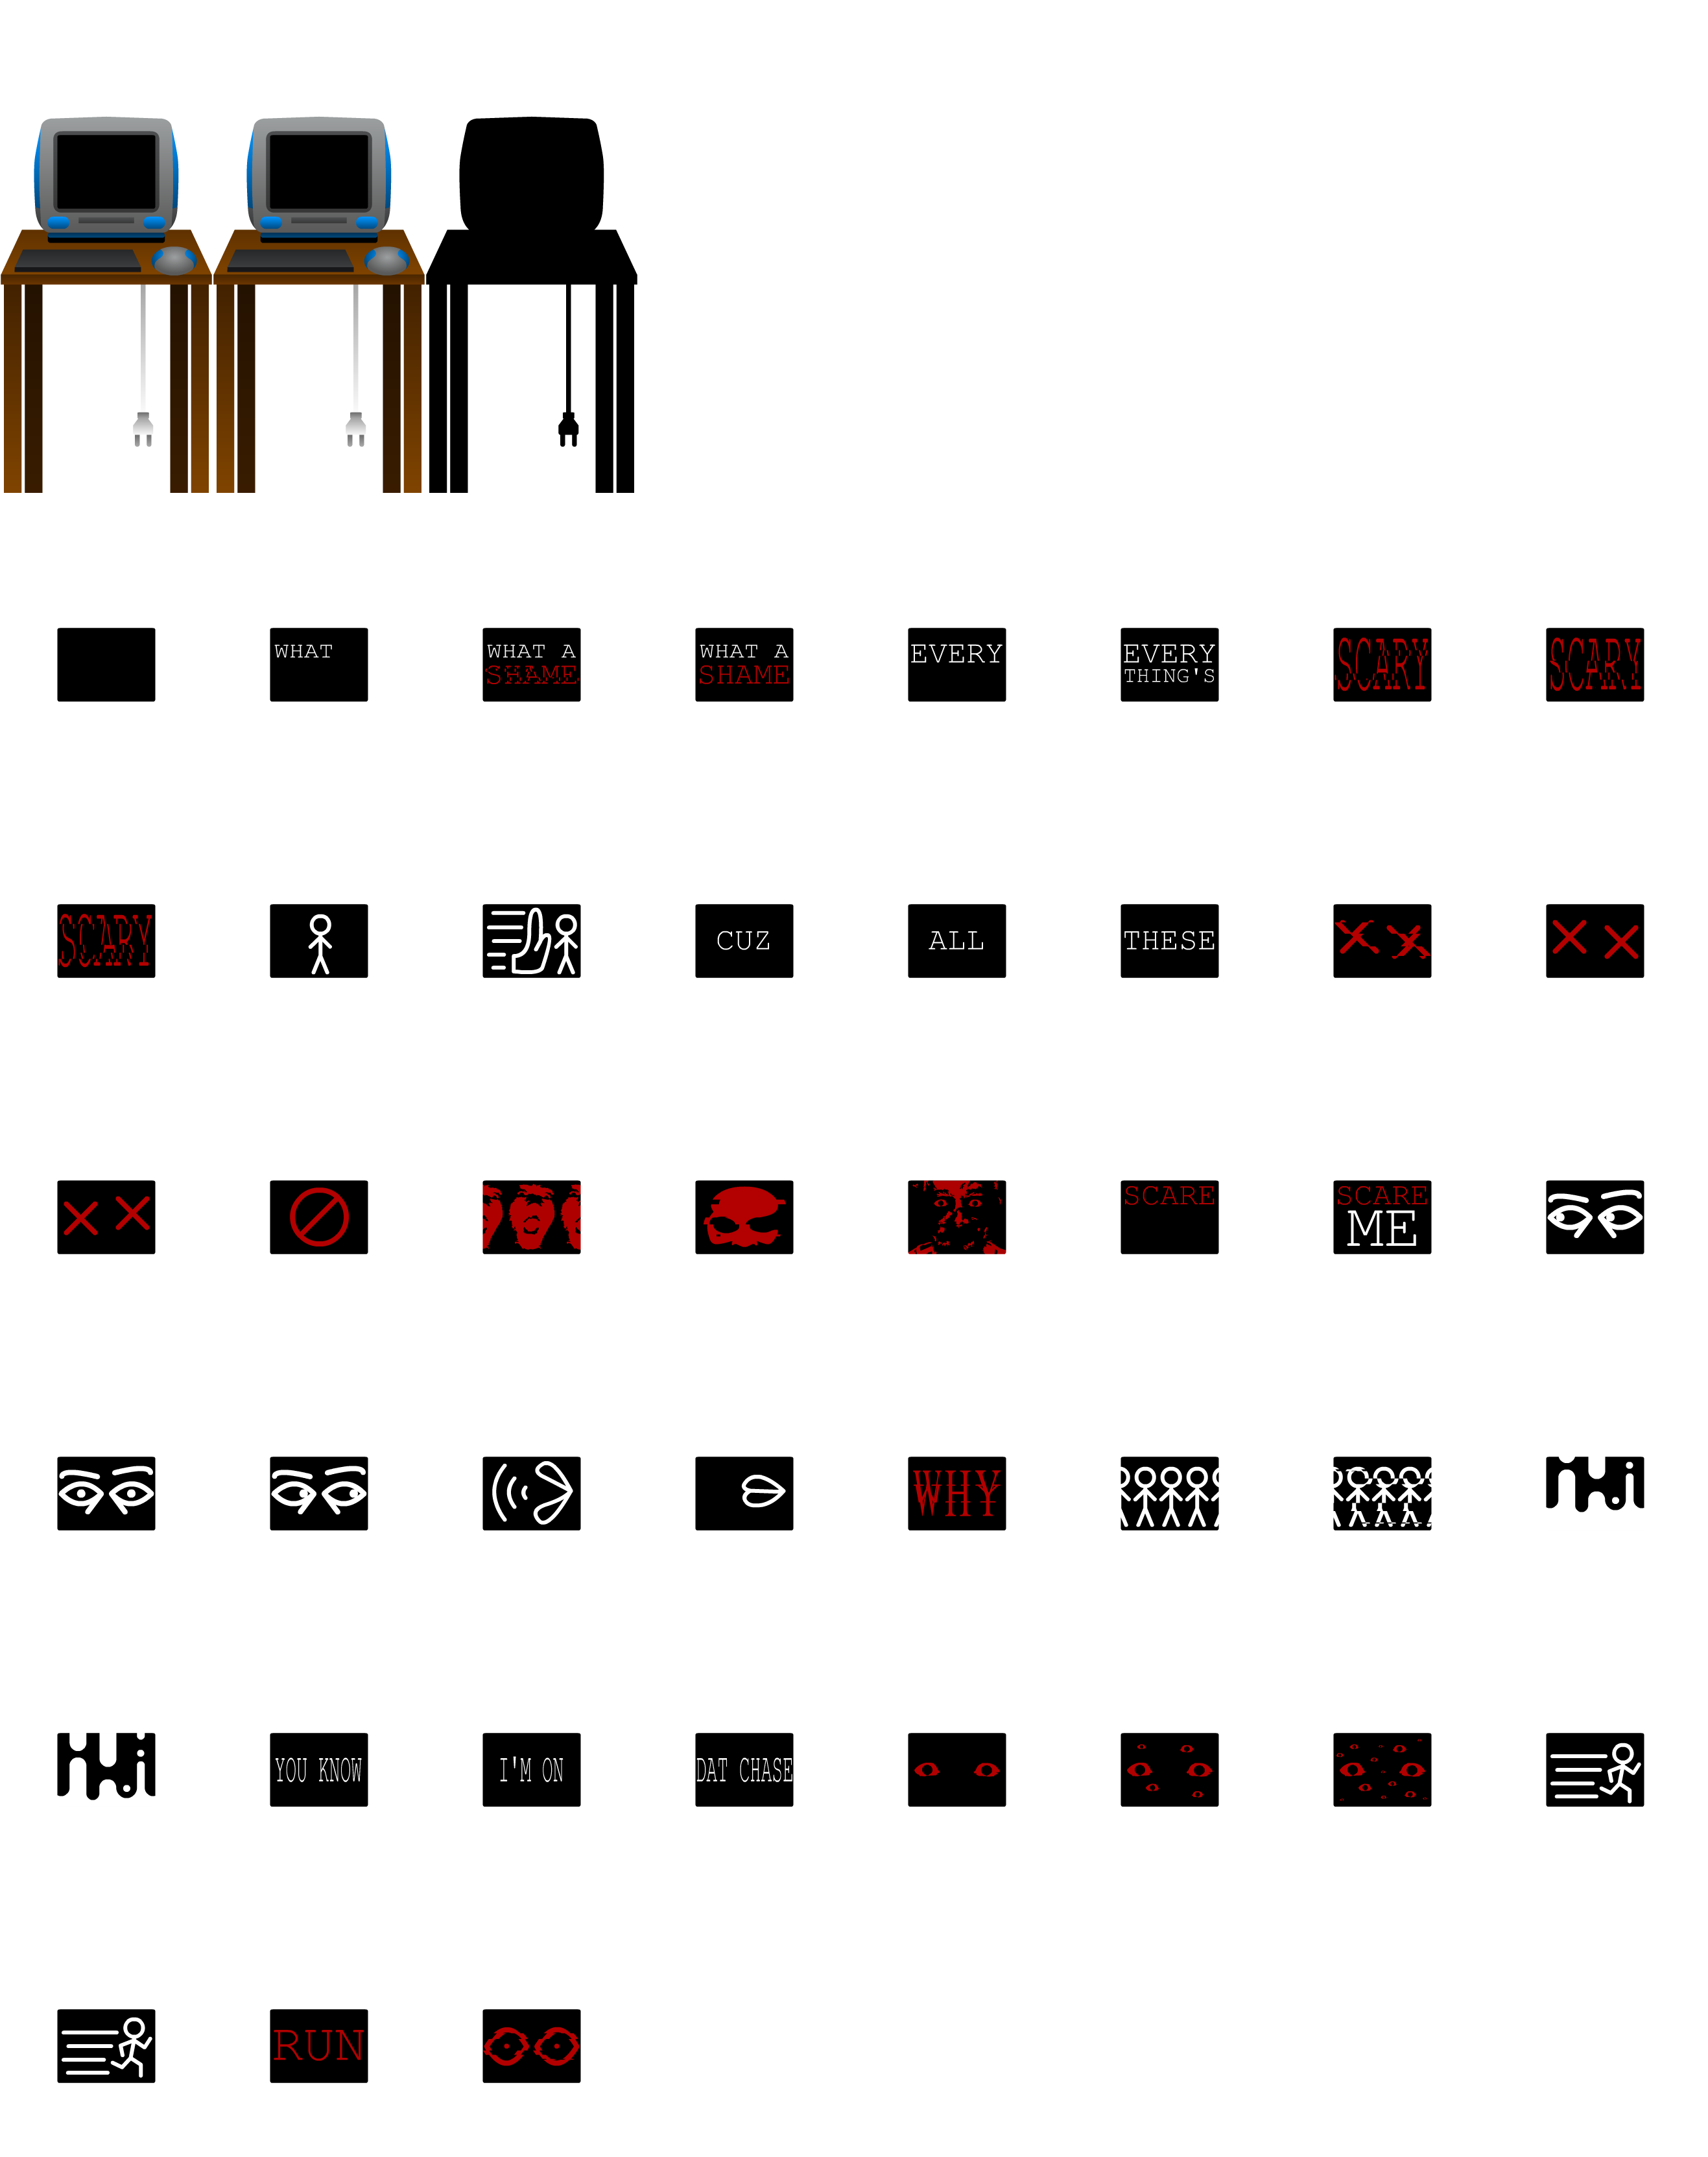 WHAT
WHAT A
SHAME
WHAT A
SHAME
EVERY
EVERY
THING'S
SCARY
SCARY
SCARY
CUZ
ALL
THESE
SCARE
SCARE
ME
WHY
YOU KNOW
I'M ON
DAT CHASE
RUN